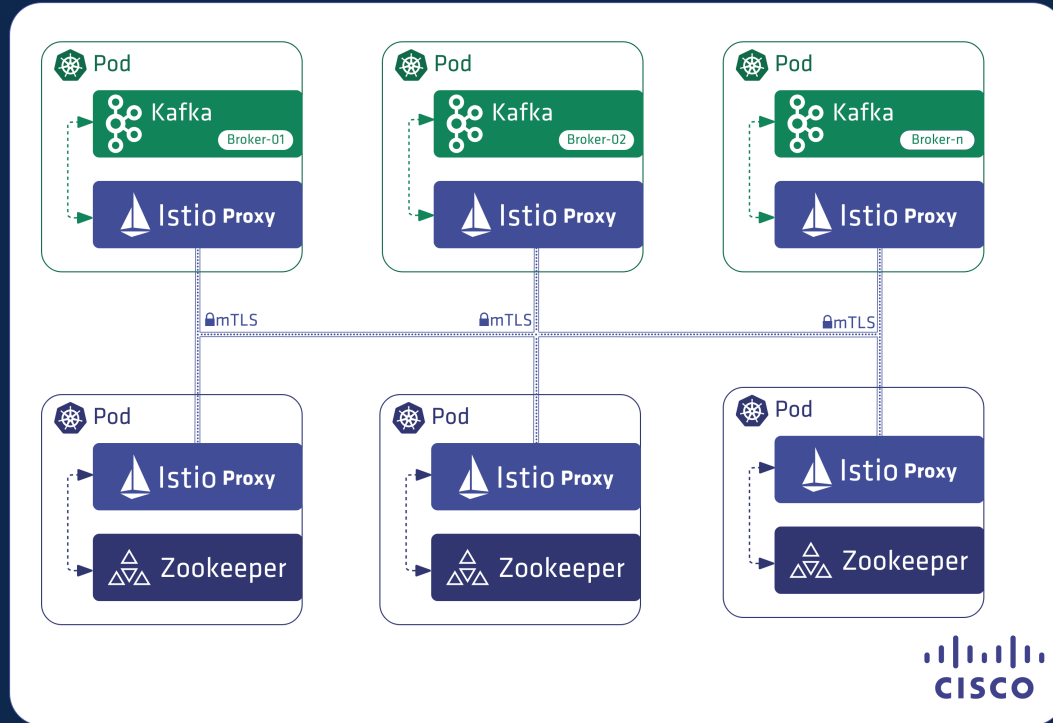 Pod
Kafka
Broker-01
Istio Proxy
Pod
Kafka
Broker-02
Istio Proxy
Pod
Kafka
Broker-n
Istio Proxy
mTLS
mTLS
mTLS
Pod
Istio Proxy
Zookeeper
Pod
Istio Proxy
Zookeeper
Pod
Istio Proxy
Zookeeper
CISCO